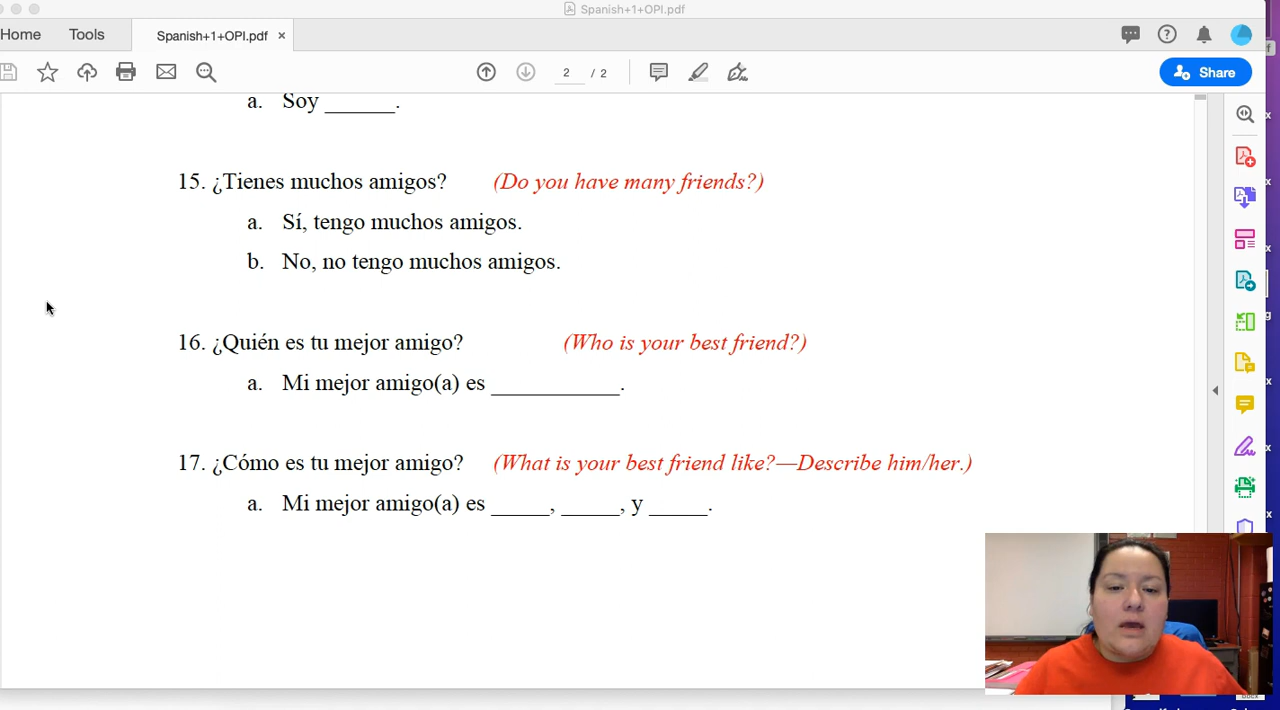 Spanish+1+OPI.pdf
Home Tools Spanish+1+OPI.pdf ×
2 / 2 Share
a. Soy ______.
15. ¿Tienes muchos amigos? (Do you have many friends?)
a. Sí, tengo muchos amigos.
b. No, no tengo muchos amigos.
16. ¿Quién es tu mejor amigo? (Who is your best friend?)
a. Mi mejor amigo(a) es ___________.
17. ¿Cómo es tu mejor amigo? (What is your best friend like?—Describe him/her.)
a. Mi mejor amigo(a) es _____, _____, y _____.